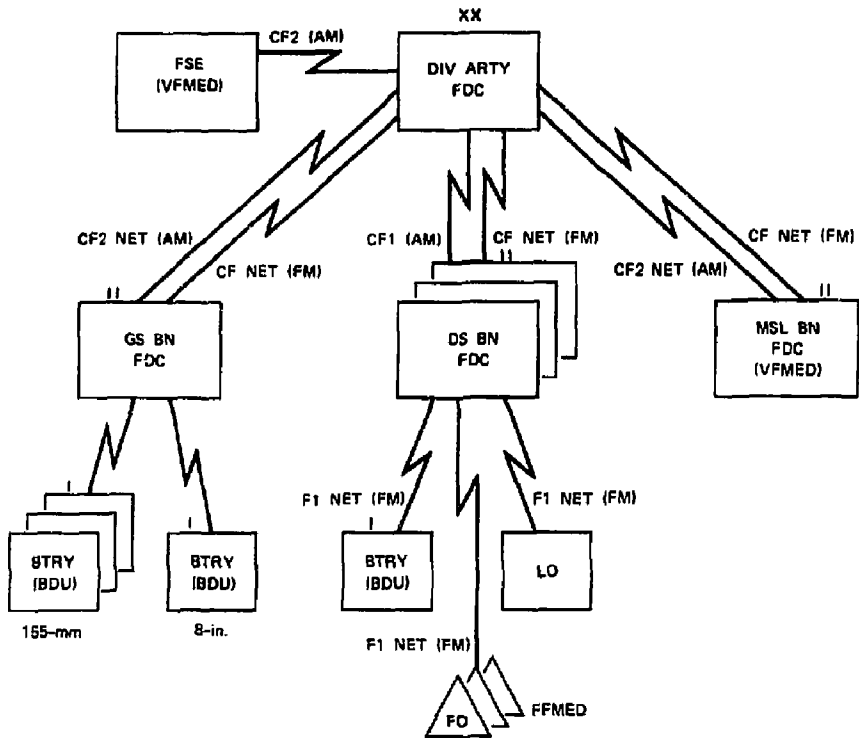 XX
CF2 (AM)
FSE
(VFMED)
DIV ARTY
FDC
CF2 NET (AM)
CF NET (FM)
CF1 (AM)
CF NET (FM)
CF NET (FM)
CF2 NET (AM)
II
GS BN
FDC
II
DS BN
FDC
II
MSL BN
FDC
(VFMED)
F1 NET (FM)
F1 NET (FM)
I
BTRY
(BDU)
155-mm
I
BTRY
(BDU)
8-in.
I
BTRY
(BDU)
LO
F1 NET (FM)
FO
FFMED